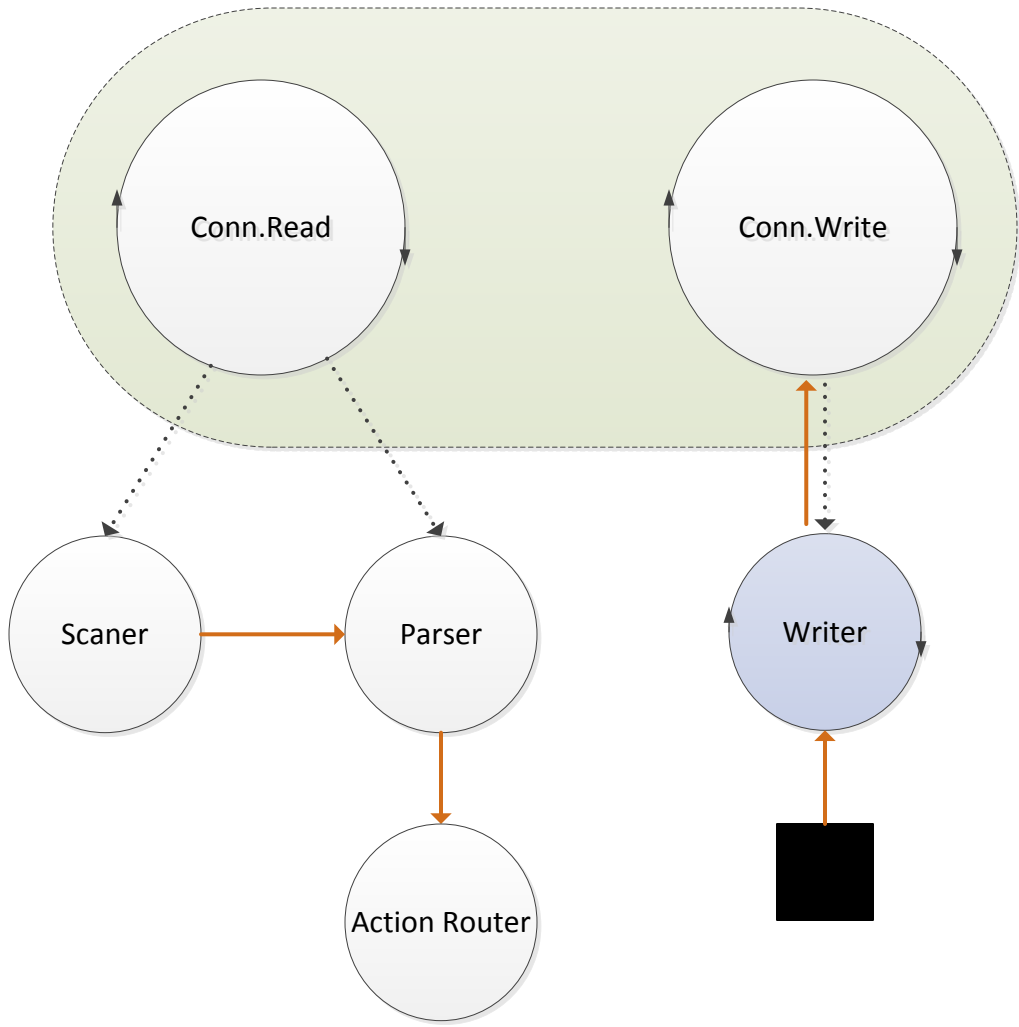 Conn.Read
Conn.Write
Scaner
Parser
Writer
Action Router